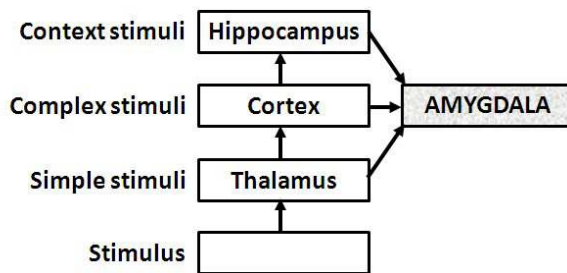 Context stimuli Hippocampus
Complex stimuli Cortex AMYGDALA
Simple stimuli Thalamus
Stimulus